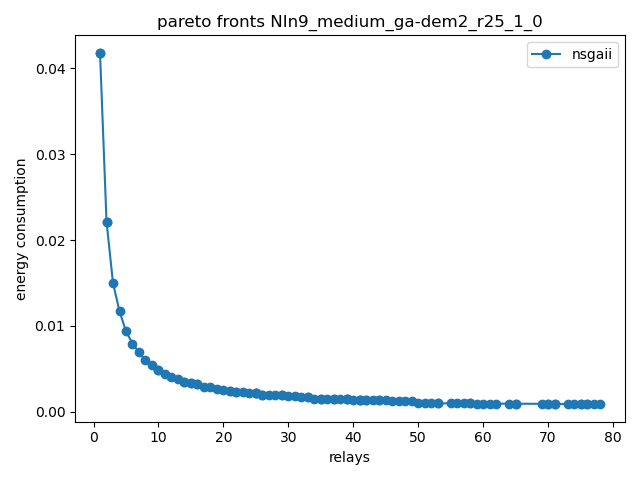 pareto fronts NIn9_medium_ga-dem2_r25_1_0
nsgaii
energy consumption
0.04
0.03
0.02
0.01
0.00
0 10 20 30 40 50 60 70 80
relays